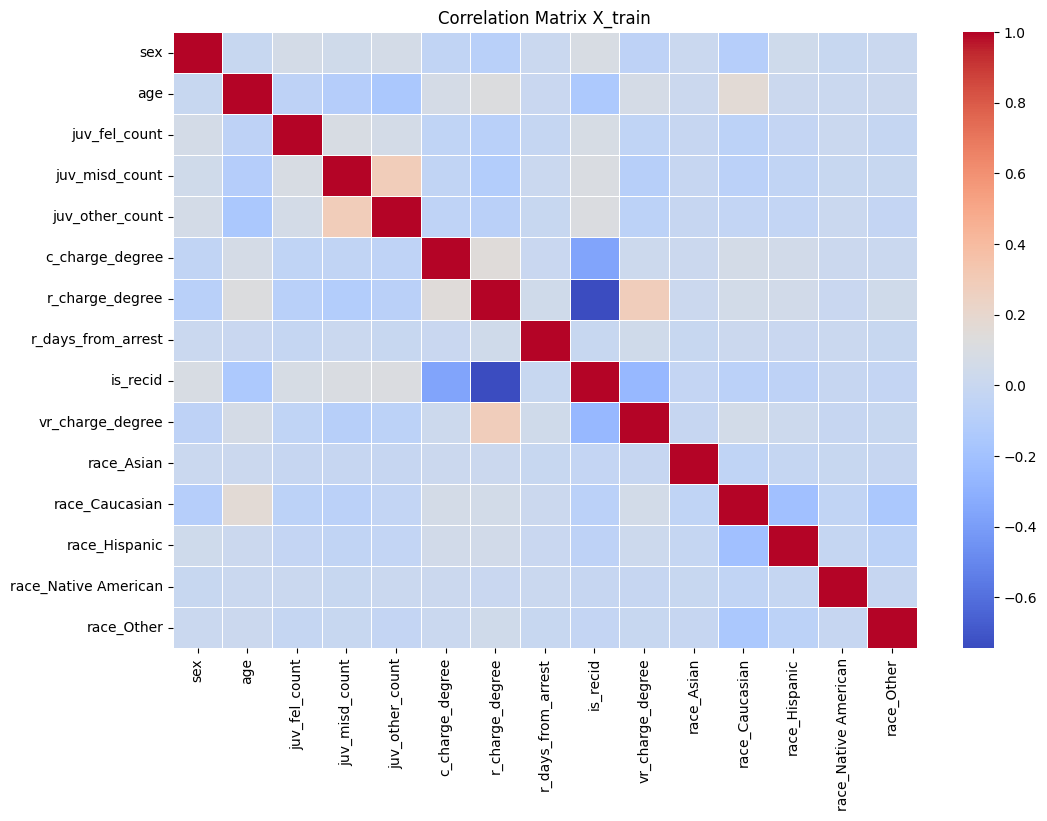 Correlation Matrix X_train
sex
age
juv_fel_count
juv_misd_count
juv_other_count
c_charge_degree
r_charge_degree
r_days_from_arrest
is_recid
vr_charge_degree
race_Asian
race_Caucasian
race_Hispanic
race_Native American
race_Other
sex
age
juv_fel_count
juv_misd_count
juv_other_count
c_charge_degree
r_charge_degree
r_days_from_arrest
is_recid
vr_charge_degree
race_Asian
race_Caucasian
race_Hispanic
race_Native American
race_Other
1.0
0.8
0.6
0.4
0.2
0.0
−0.2
−0.4
−0.6